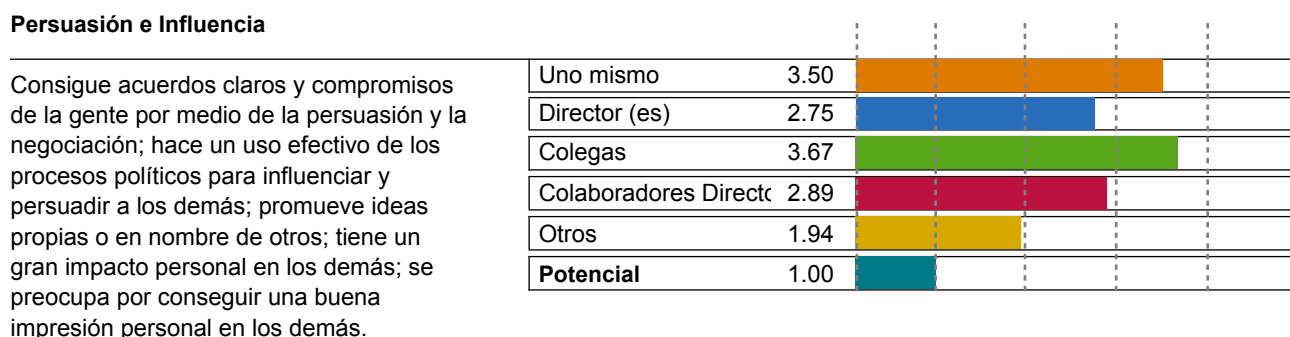 Persuasión e Influencia
Consigue acuerdos claros y compromisos
de la gente por medio de la persuasión y la
negociación; hace un uso efectivo de los
procesos políticos para influenciar y
persuadir a los demás; promueve ideas
propias o en nombre de otros; tiene un
gran impacto personal en los demás; se
preocupa por conseguir una buena
impresión personal en los demás.
Uno mismo 3.50
Director (es) 2.75
Colegas 3.67
Colaboradores Directo 2.89
Otros 1.94
Potencial 1.00